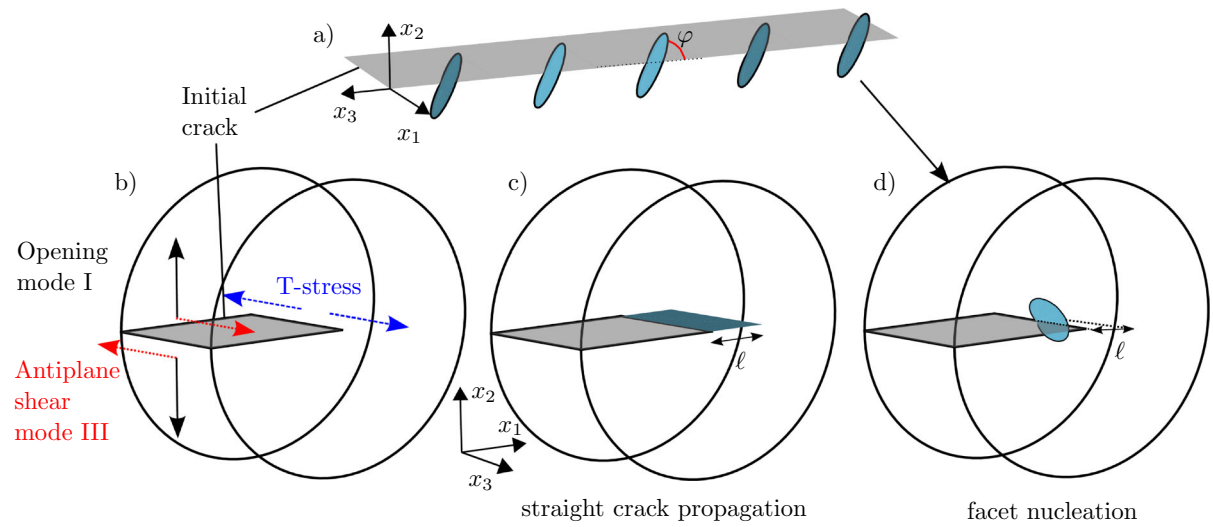 a)
x₂
φ
x₃
x₁
Initial
crack
b)
c)
d)
Opening
mode I
T-stress
ℓ
ℓ
Antiplane
shear
mode III
x₂
x₁
x₃
straight crack propagation
facet nucleation